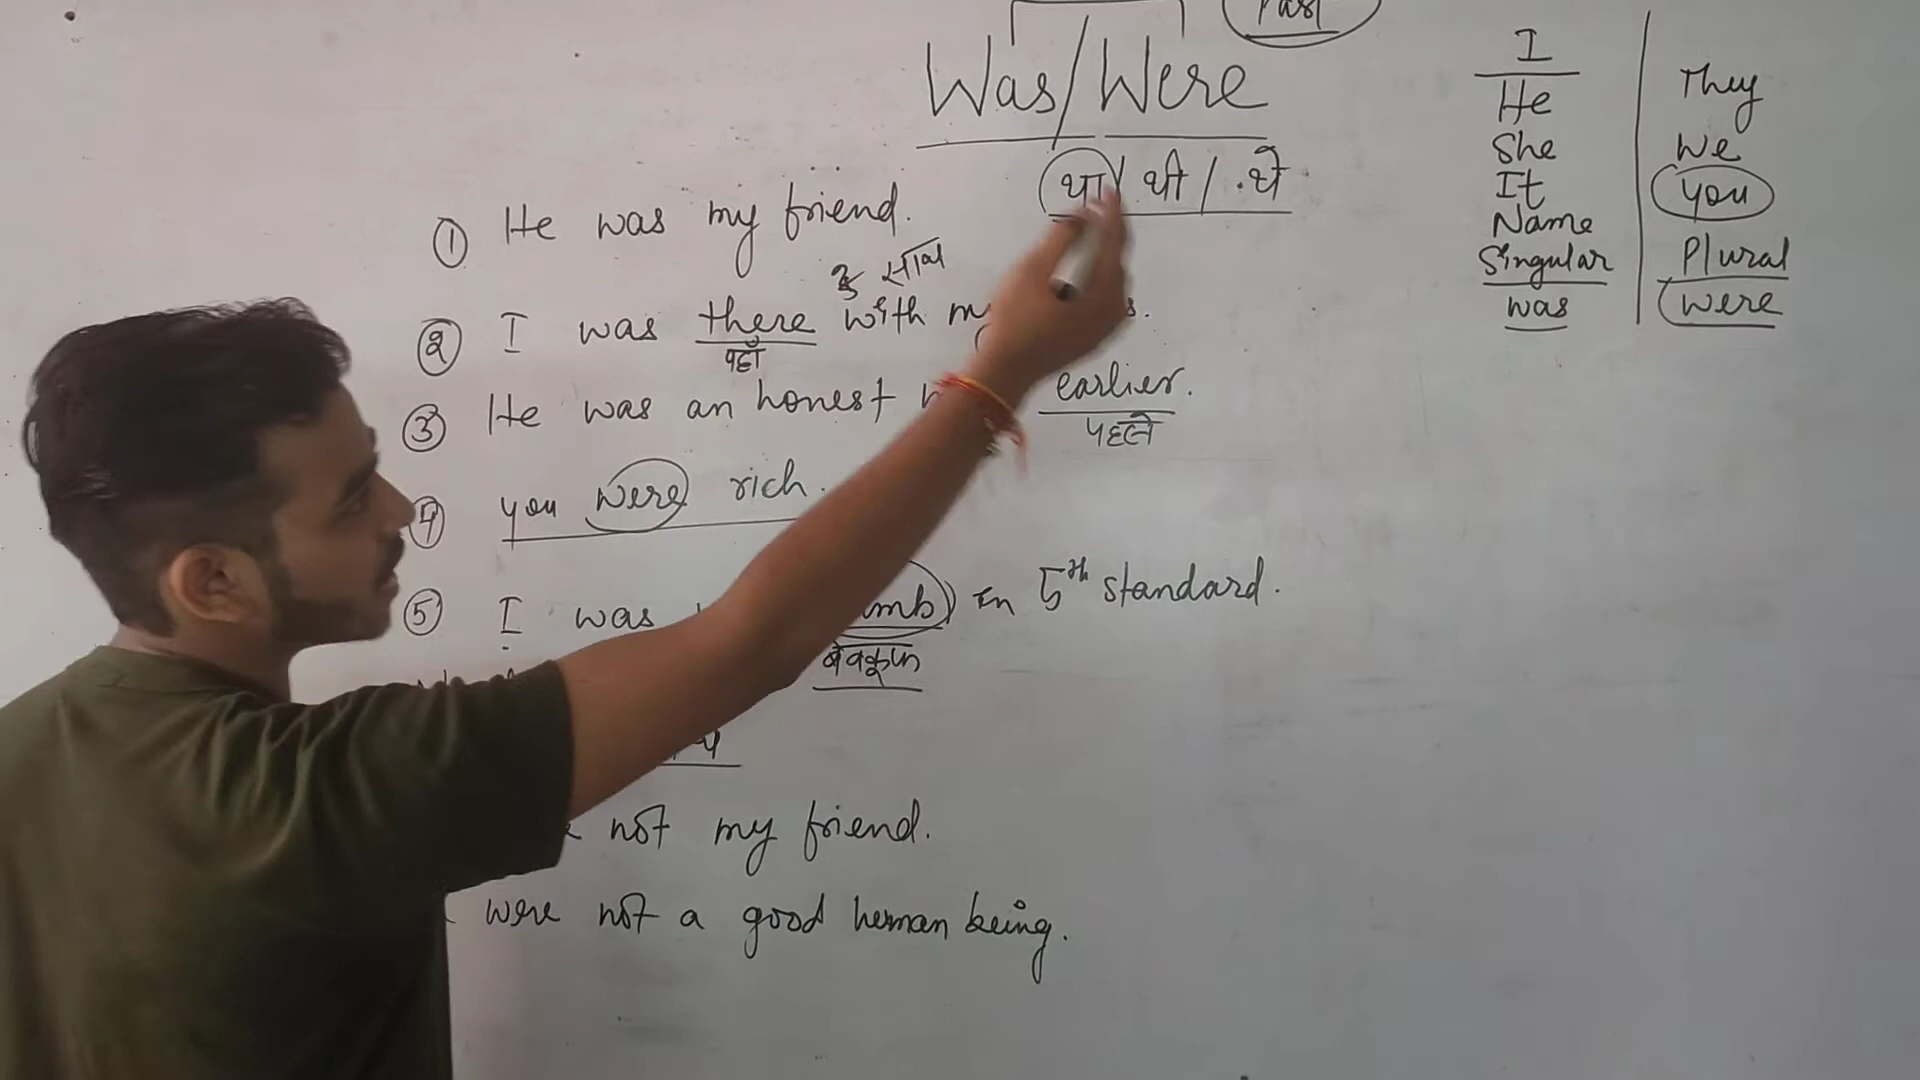 Past
Was/Were
था / थी / थे
① He was my friend.
के साथ
② I was there with
वहाँ
③ He was an honest earlier.
पहले
④ you were rich.
⑤ I was in 5th standard.
बेवकूफ
not my friend.
were not a good human being.
I
He
She
It
Name
Singular
was
They
We
you
Plural
were